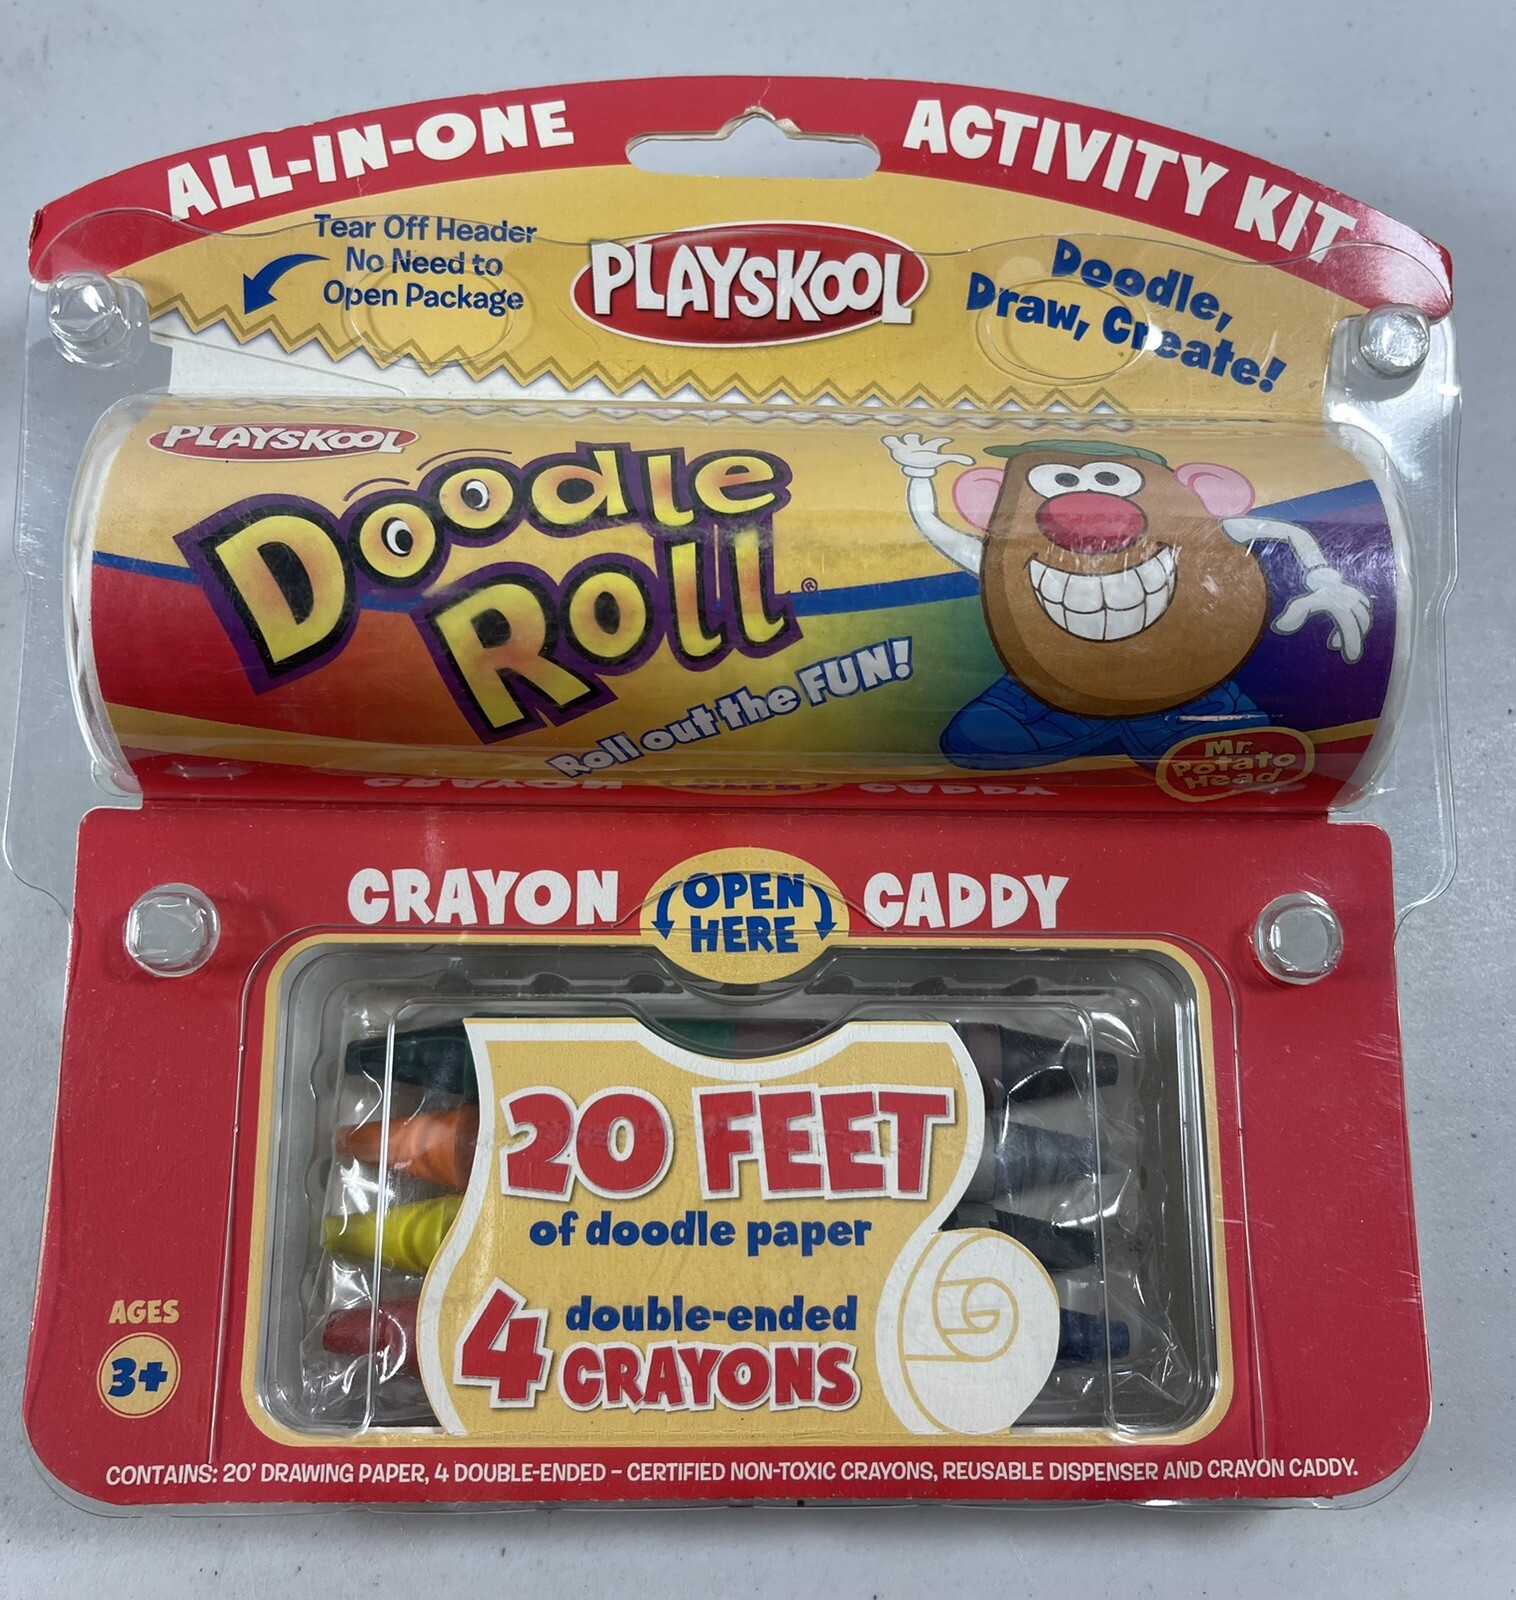 ALL-IN-ONE
ACTIVITY KIT
Tear Off Header
No Need to
Open Package
PLAYSKOOL™
Doodle,
Draw, Create!
PLAYSKOOL
Doodle
Roll®
Roll out the FUN!
Mr.
Potato
Head
CRAYON
OPEN
HERE
CADDY
20 FEET
of doodle paper
4 double-ended
CRAYONS
AGES
3+
CONTAINS: 20' DRAWING PAPER, 4 DOUBLE-ENDED – CERTIFIED NON-TOXIC CRAYONS, REUSABLE DISPENSER AND CRAYON CADDY.